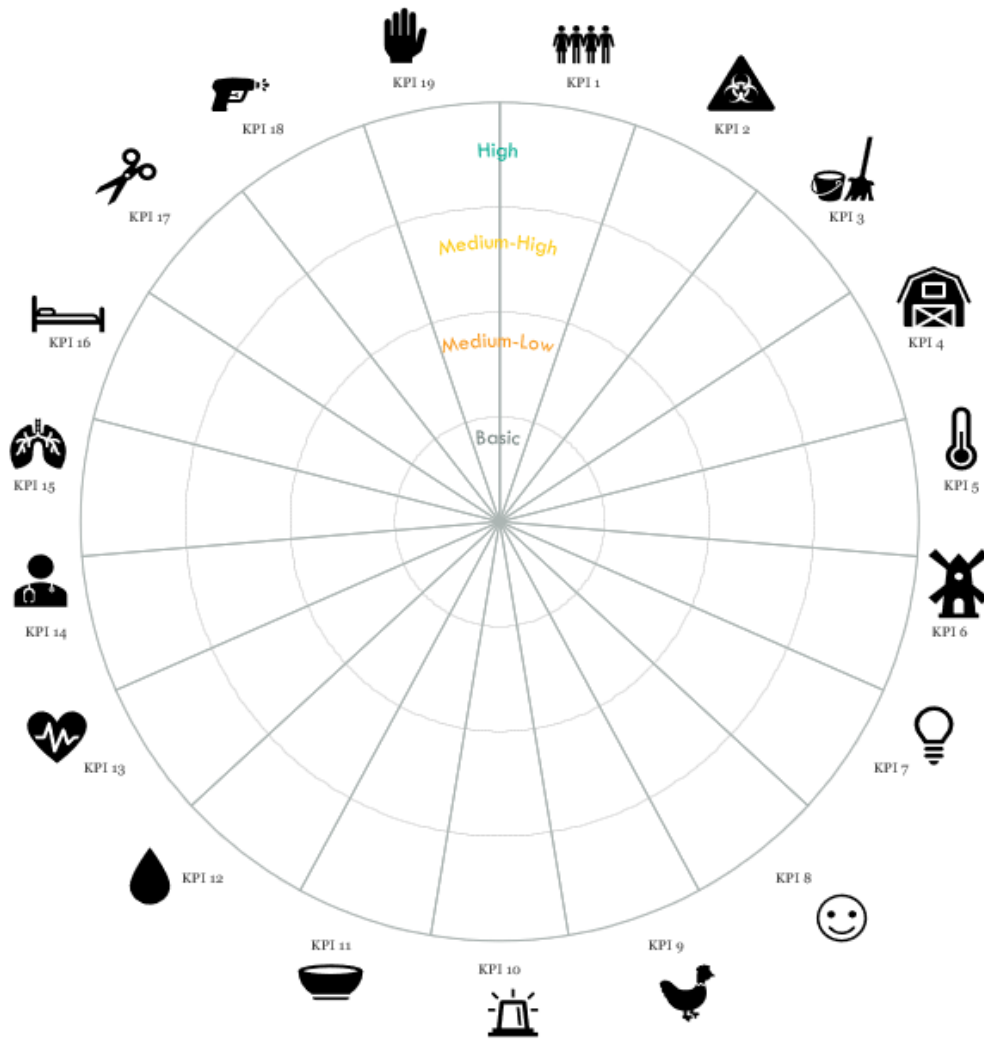 KPI 19
KPI 1
KPI 18
KPI 2
High
KPI 17
KPI 3
Medium-High
KPI 16
Medium-Low
KPI 4
Basic
KPI 15
KPI 5
KPI 14
KPI 6
KPI 13
KPI 7
KPI 12
KPI 8
KPI 11
KPI 9
KPI 10